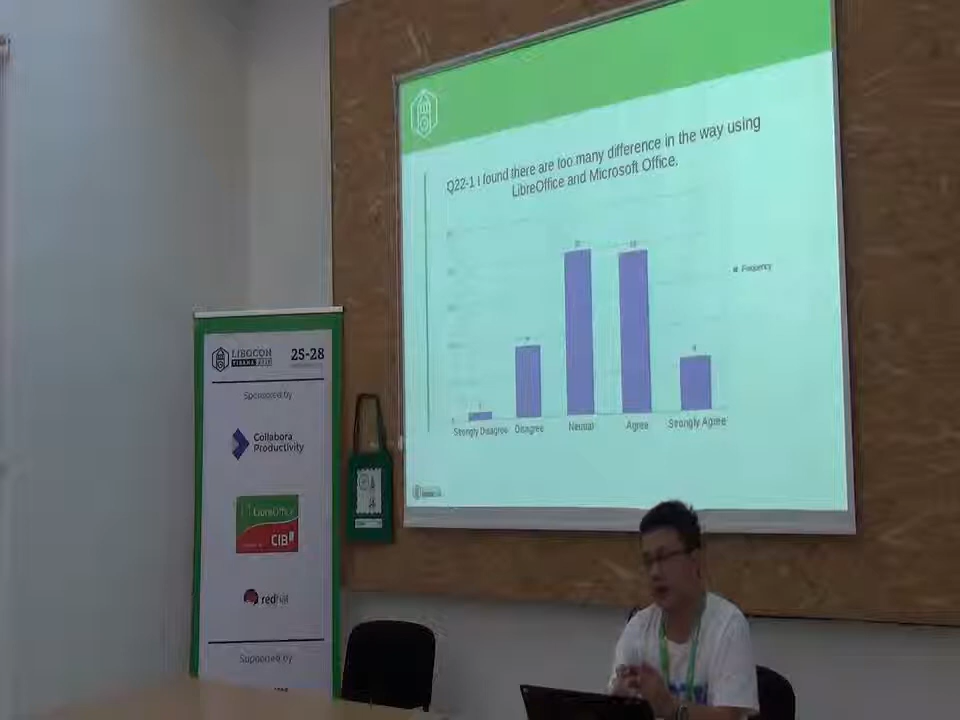 Q22-1 I found there are too many difference in the way using
LibreOffice and Microsoft Office.
Frequency
Strongly Disagree Disagree Neutral Agree Strongly Agree
LIBOCON
25-28
Sponsored by
Collabora
Productivity
LibreOffice
CIB
redhat
Supported by